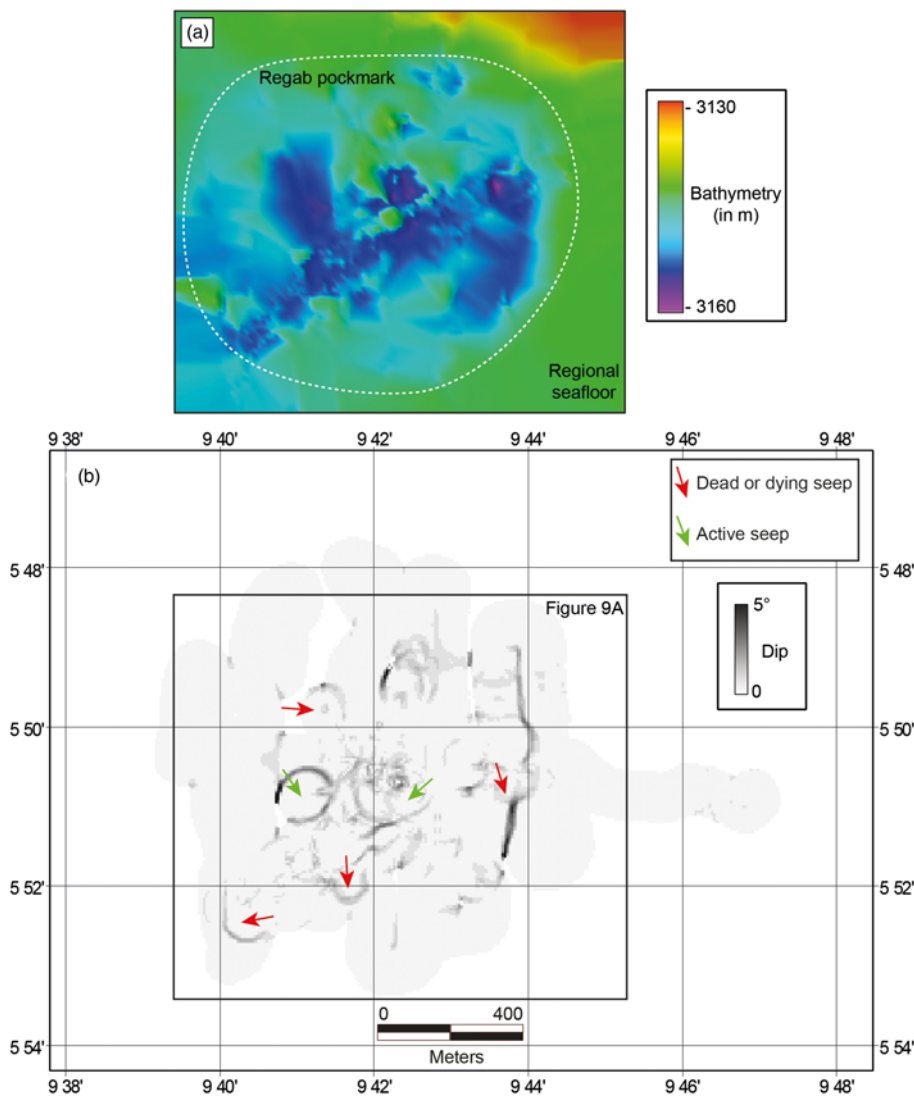 (a)
Regab pockmark
Regional
seafloor
- 3130
Bathymetry
(in m)
- 3160
9 38' 9 40' 9 42' 9 44' 9 46' 9 48'
(b)
Dead or dying seep
Active seep
5 48' 5 48'
Figure 9A
5°
Dip
0
5 50' 5 50'
5 52' 5 52'
0 400
Meters
5 54' 5 54'
9 38' 9 40' 9 42' 9 44' 9 46' 9 48'